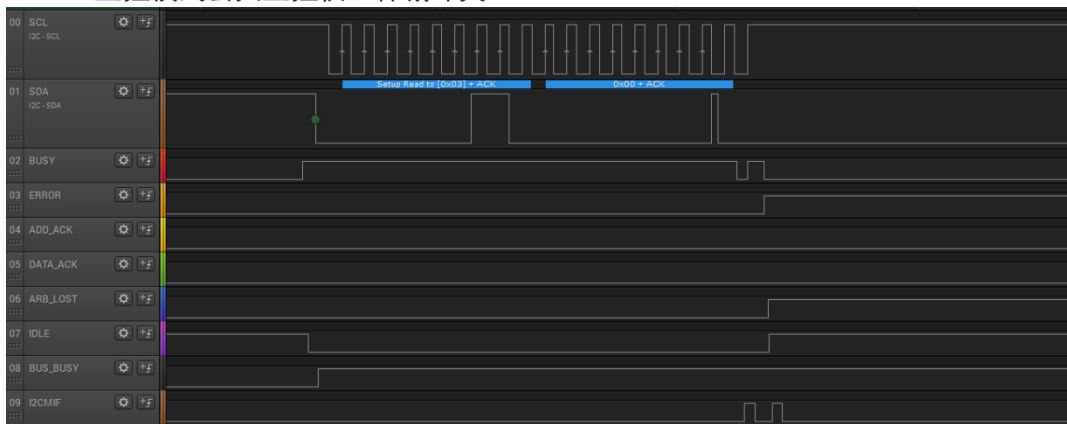 00 SCL
I2C - SCL
Setup Read to [0x03] + ACK
0x00 + ACK
01 SDA
I2C - SDA
02 BUSY
03 ERROR
04 ADD_ACK
05 DATA_ACK
06 ARB_LOST
07 IDLE
08 BUS_BUSY
09 I2CMIF